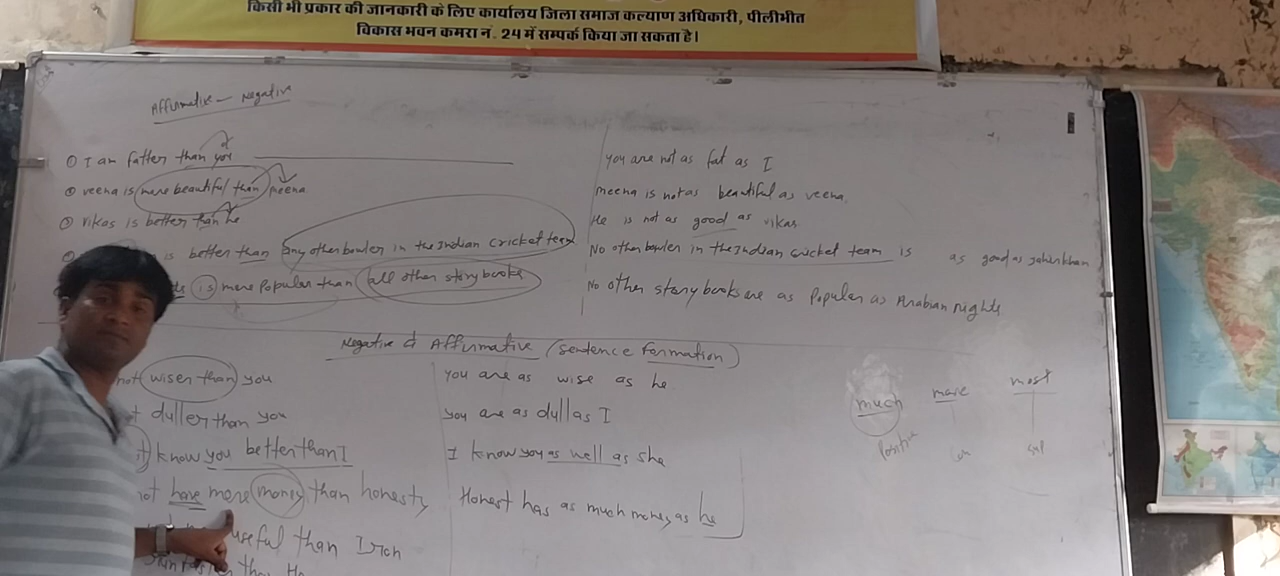 किसी भी प्रकार की जानकारी के लिए कार्यालय जिला समाज कल्याण अधिकारी, पीलीभीत
विकास भवन कमरा नं. 24 में सम्पर्क किया जा सकता है।
Affirmative - Negative
① I am fatter than you
you are not as fat as I
② veena is more beautiful than meena
meena is not as beautiful as veena.
③ vikas is better than he
He is not as good as vikas
is better than any other bowler in the Indian cricket team
No other bowler in the Indian cricket team is as good as Jahirkhan
is more Popular than all other story books
No other story books are as Popular as Arabian nights
Negative & Affirmative (sentence Formation)
not wiser than you
you are as wise as he
duller than you
you are as dull as I
know you better than I
I know you as well as she
not have more money than honesty
Honest has as much money as he
useful than Iron
much more most
Positive sup